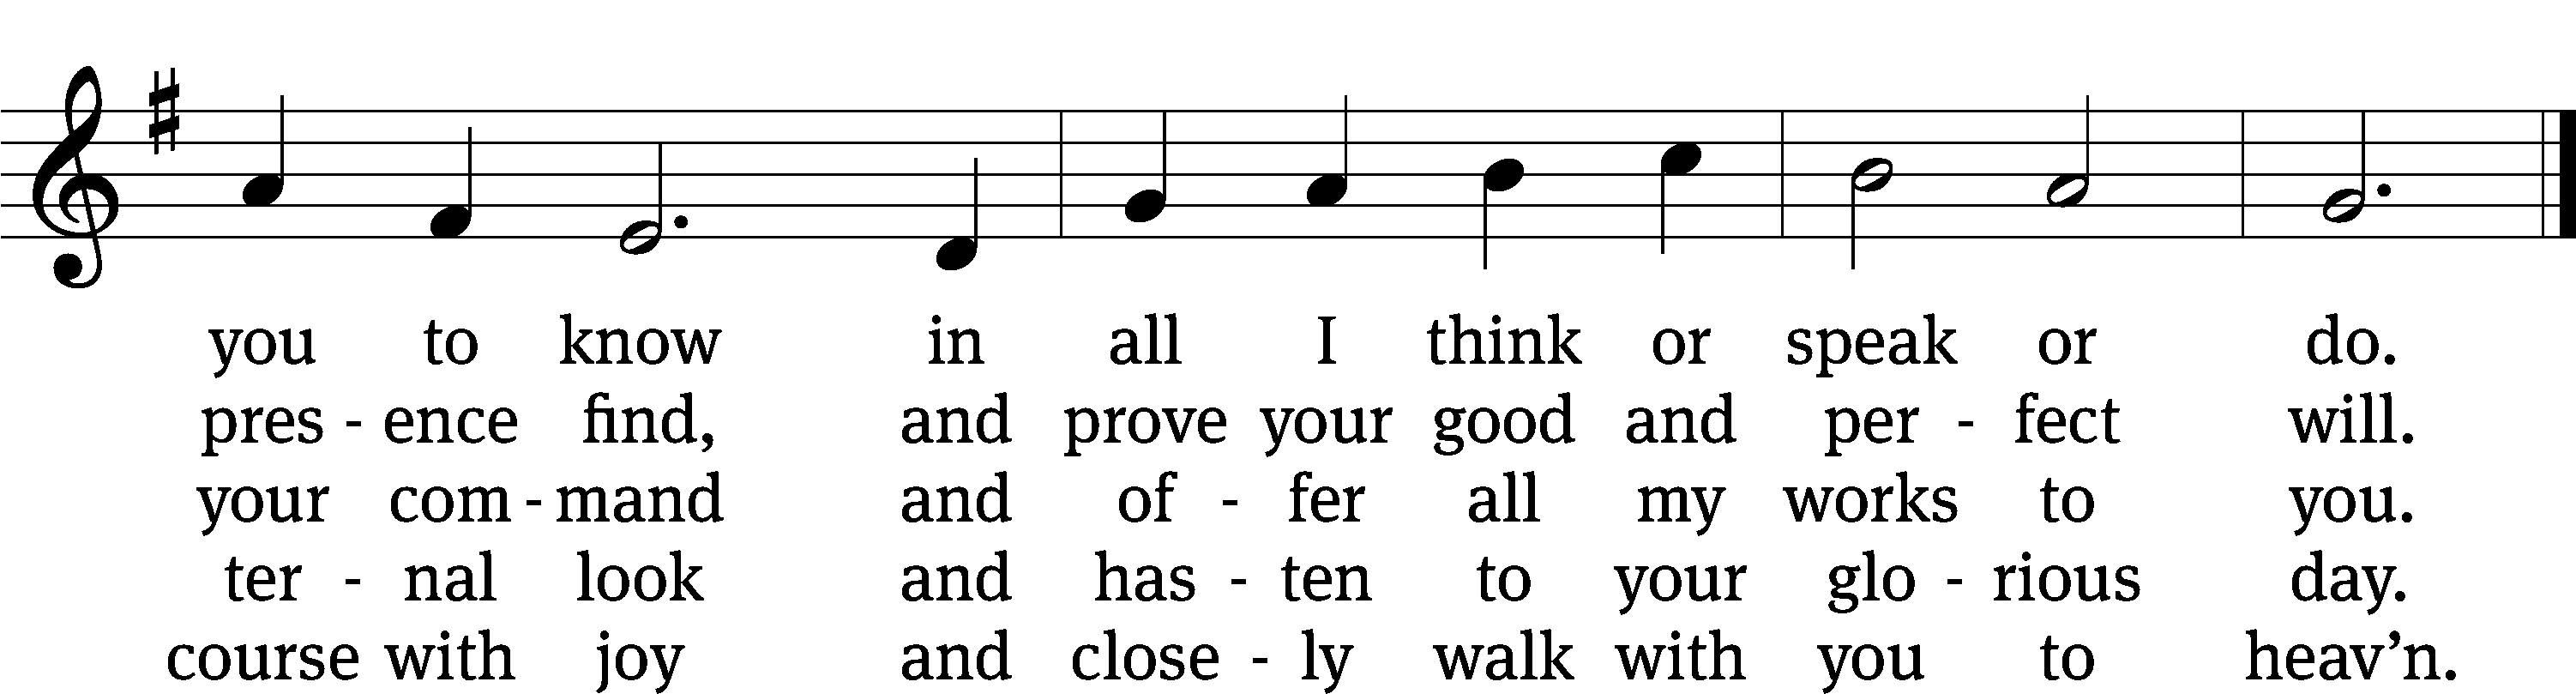 you to know in all I think or speak or do.
pres - ence find, and prove your good and per - fect will.
your com - mand and of - fer all my works to you.
ter - nal look and has - ten to your glo - rious day.
course with joy and close - ly walk with you to heav’n.